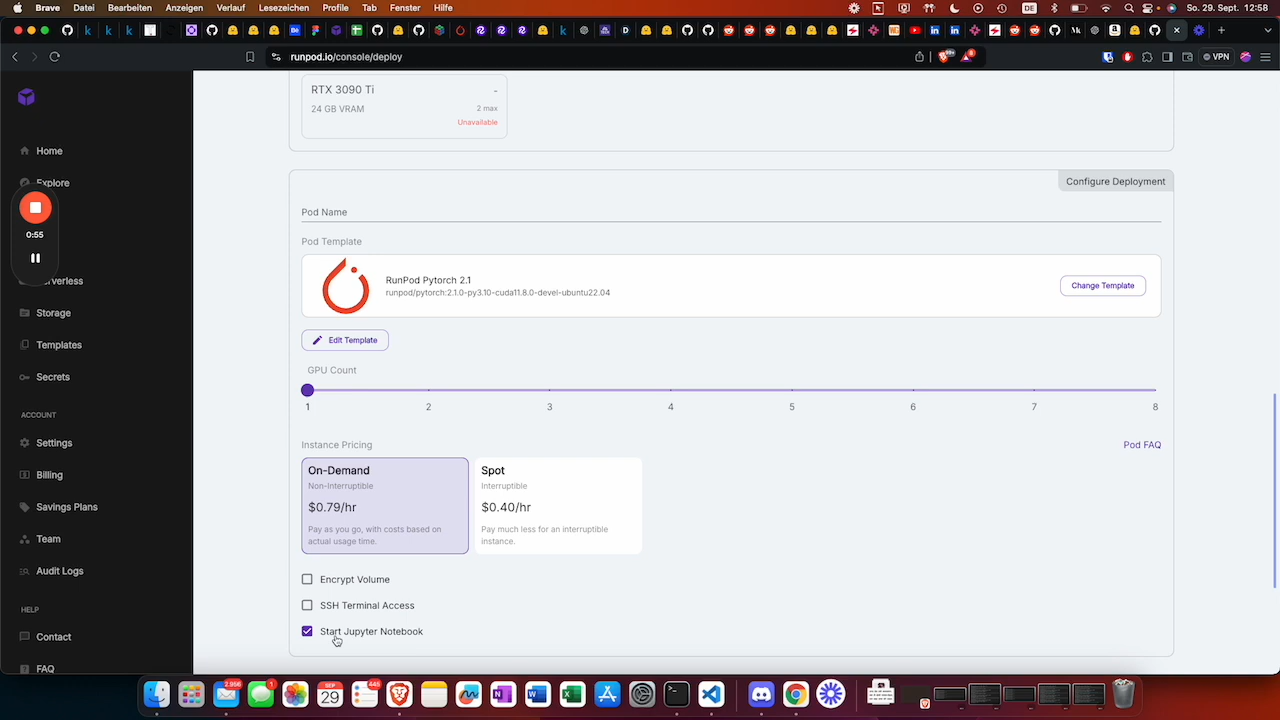 Brave Datei Bearbeiten Anzeigen Verlauf Lesezeichen Profile Tab Fenster Hilfe
DE
So. 29. Sept. 12:58
runpod.io/console/deploy
99+
8
VPN
RTX 3090 Ti
-
24 GB VRAM
2 max
Unavailable
Home
Explore
0:55
Storage
Templates
Secrets
ACCOUNT
Settings
Billing
Savings Plans
Team
Audit Logs
HELP
Contact
FAQ
Configure Deployment
Pod Name
Pod Template
RunPod Pytorch 2.1
runpod/pytorch:2.1.0-py3.10-cuda11.8.0-devel-ubuntu22.04
Change Template
Edit Template
GPU Count
1 2 3 4 5 6 7 8
Instance Pricing
Pod FAQ
On-Demand
Non-Interruptible
$0.79/hr
Pay as you go, with costs based on
actual usage time.
Spot
Interruptible
$0.40/hr
Pay much less for an interruptible
instance.
Encrypt Volume
SSH Terminal Access
Start Jupyter Notebook
2.956
1
SEP
29
445